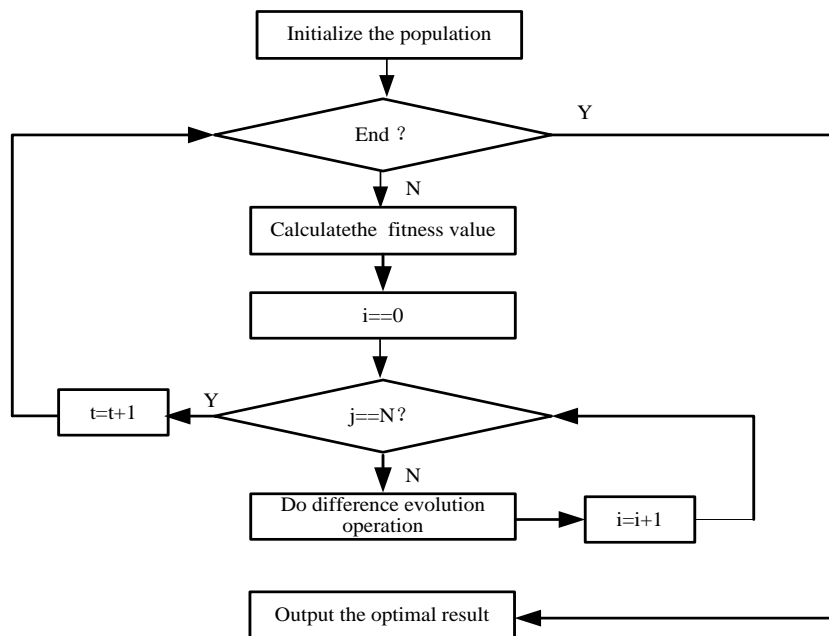 Initialize the population
End ?
Y
N
Calculatethe fitness value
i==0
t=t+1
Y
j==N?
N
Do difference evolution
operation
i=i+1
Output the optimal result